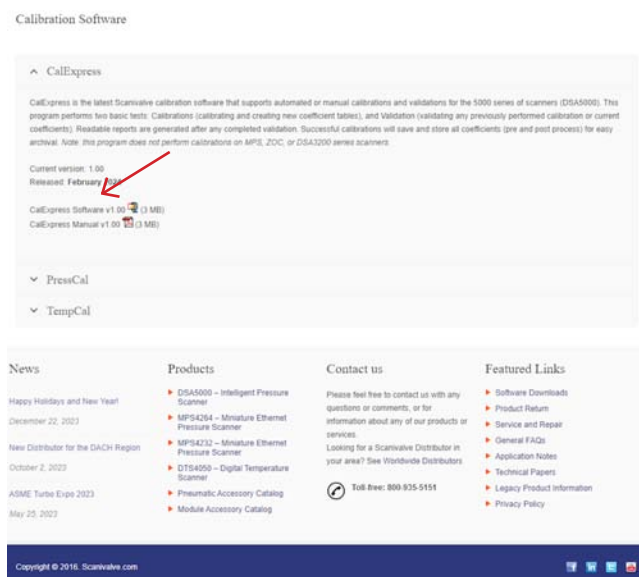 Calibration Software
CalExpress
CalExpress is the latest Scanivalve calibration software that supports automated or manual calibrations and validations for the 5000 series of scanners (DSA5000). This
program performs two basic tests: Calibrations (calibrating and creating new coefficient tables), and Validation (validating any previously performed calibration or current
coefficients). Readable reports are generated after any completed validation. Successful calibrations will save and store all coefficients (pre and post process) for easy
archival. Note: this program does not perform calibrations on MPS, ZOC, or DSA3200 series scanners.
Current version: 1.00
Released: February 2024
CalExpress Software v1.00 (3 MB)
CalExpress Manual v1.00 (3 MB)
PressCal
TempCal
News
Happy Holidays and New Year!
December 22, 2023
New Distributor for the DACH Region
October 2, 2023
ASME Turbo Expo 2023
May 25, 2023
Products
DSA5000 – Intelligent Pressure
Scanner
MPS4264 – Miniature Ethernet
Pressure Scanner
MPS4232 – Miniature Ethernet
Pressure Scanner
DTS4050 – Digital Temperature
Scanner
Pneumatic Accessory Catalog
Module Accessory Catalog
Contact us
Please feel free to contact us with any
questions or comments, or for
information about any of our products or
services.
Looking for a Scanivalve Distributor in
your area? See Worldwide Distributors
Toll-free: 800-935-5151
Featured Links
Software Downloads
Product Return
Service and Repair
General FAQs
Application Notes
Technical Papers
Legacy Product Information
Privacy Policy
Copyright © 2016. Scanivalve.com